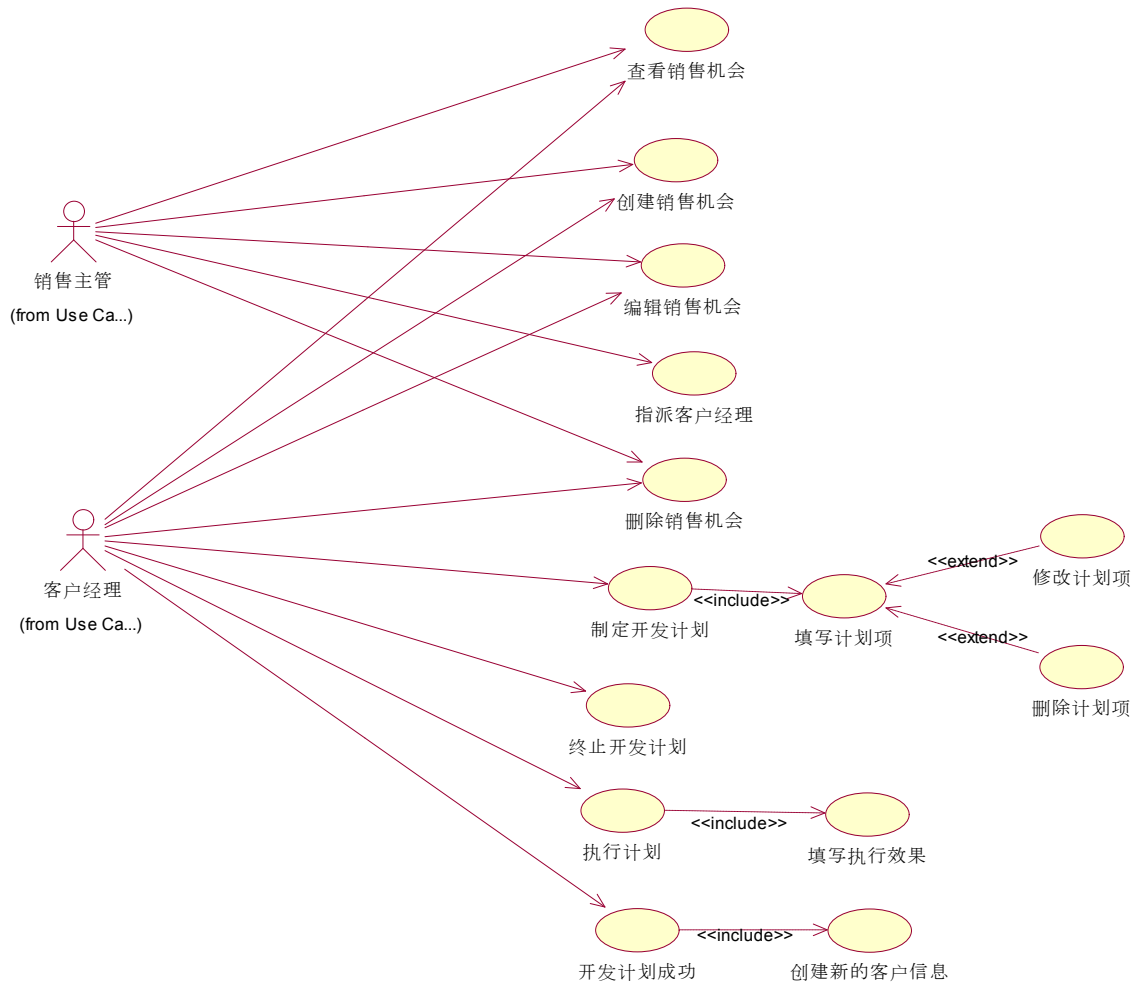 查看销售机会
创建销售机会
销售主管
(from Use Ca...)
编辑销售机会
指派客户经理
删除销售机会
客户经理
(from Use Ca...)
制定开发计划
<<include>>
填写计划项
<<extend>>
修改计划项
<<extend>>
删除计划项
终止开发计划
执行计划
<<include>>
填写执行效果
开发计划成功
<<include>>
创建新的客户信息